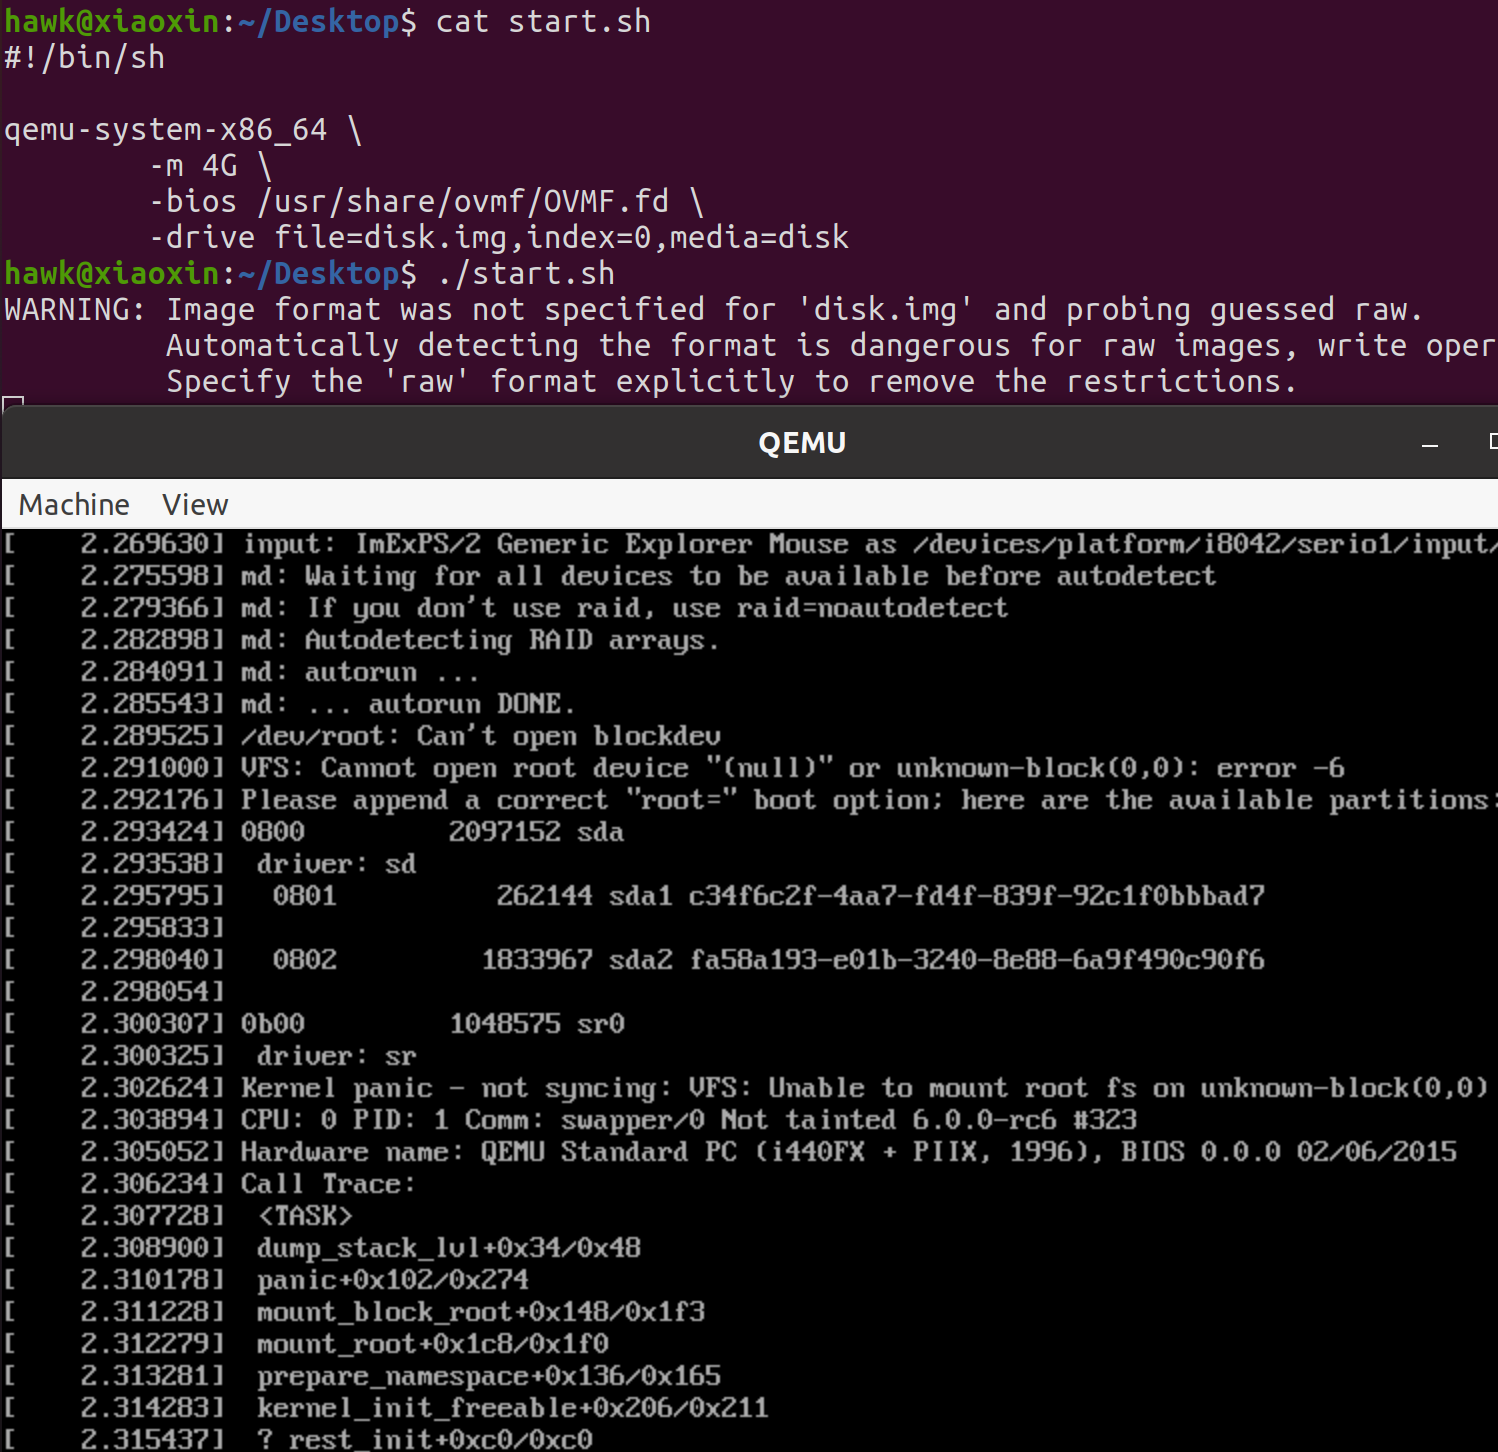 hawk@xiaoxin:~/Desktop$ cat start.sh
#!/bin/sh
qemu-system-x86_64 \
-m 4G \
-bios /usr/share/ovmf/OVMF.fd \
-drive file=disk.img,index=0,media=disk
hawk@xiaoxin:~/Desktop$ ./start.sh
WARNING: Image format was not specified for 'disk.img' and probing guessed raw.
Automatically detecting the format is dangerous for raw images, write oper
Specify the 'raw' format explicitly to remove the restrictions.
QEMU
Machine View
[    2.269630] input: ImExPS/2 Generic Explorer Mouse as /devices/platform/i8042/serio1/input/
[    2.275598] md: Waiting for all devices to be available before autodetect
[    2.279366] md: If you don't use raid, use raid=noautodetect
[    2.282898] md: Autodetecting RAID arrays.
[    2.284091] md: autorun ...
[    2.285543] md: ... autorun DONE.
[    2.289525] /dev/root: Can't open blockdev
[    2.291000] VFS: Cannot open root device "(null)" or unknown-block(0,0): error -6
[    2.292176] Please append a correct "root=" boot option; here are the available partitions:
[    2.293424] 0800         2097152 sda
[    2.293538]  driver: sd
[    2.295795]   0801          262144 sda1 c34f6c2f-4aa7-fd4f-839f-92c1f0bbbad7
[    2.295833]
[    2.298040]   0802         1833967 sda2 fa58a193-e01b-3240-8e88-6a9f490c90f6
[    2.298054]
[    2.300307] 0b00         1048575 sr0
[    2.300325]  driver: sr
[    2.302624] Kernel panic - not syncing: VFS: Unable to mount root fs on unknown-block(0,0)
[    2.303894] CPU: 0 PID: 1 Comm: swapper/0 Not tainted 6.0.0-rc6 #323
[    2.305052] Hardware name: QEMU Standard PC (i440FX + PIIX, 1996), BIOS 0.0.0 02/06/2015
[    2.306234] Call Trace:
[    2.307728]  <TASK>
[    2.308900]  dump_stack_lvl+0x34/0x48
[    2.310178]  panic+0x102/0x274
[    2.311228]  mount_block_root+0x148/0x1f3
[    2.312279]  mount_root+0x1c8/0x1f0
[    2.313281]  prepare_namespace+0x136/0x165
[    2.314283]  kernel_init_freeable+0x206/0x211
[    2.315437]  ? rest_init+0xc0/0xc0